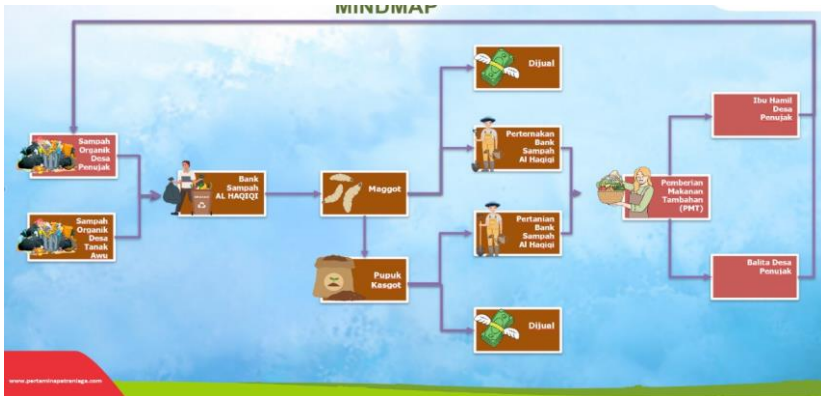 MINDMAP
Dijual
Ibu Hamil
Desa
Penujak
Sampah
Organik
Desa
Penujak
Perternakan
Bank
Sampah
Al Haqiqi
Bank
Sampah
AL HAQIQI
Maggot
Pemberian
Makanan
Tambahan
(PMT)
Sampah
Organik
Desa
Tanak
Awu
Pertanian
Bank
Sampah
Al Haqiqi
Pupuk
Kasgot
Balita Desa
Penujak
Dijual
www.pertaminapatraniaga.com